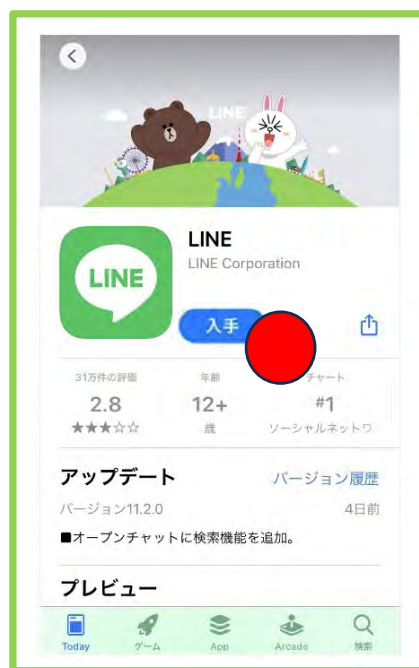 LINE
LINE
LINE
LINE Corporation
入手
31万件の評価
年齢
チャート
2.8
12+
#1
★★★☆☆
歳
ソーシャルネットワ
アップデート
バージョン履歴
バージョン11.2.0
4日前
■オープンチャットに検索機能を追加。
プレビュー
Today
ゲーム
App
Arcade
検索